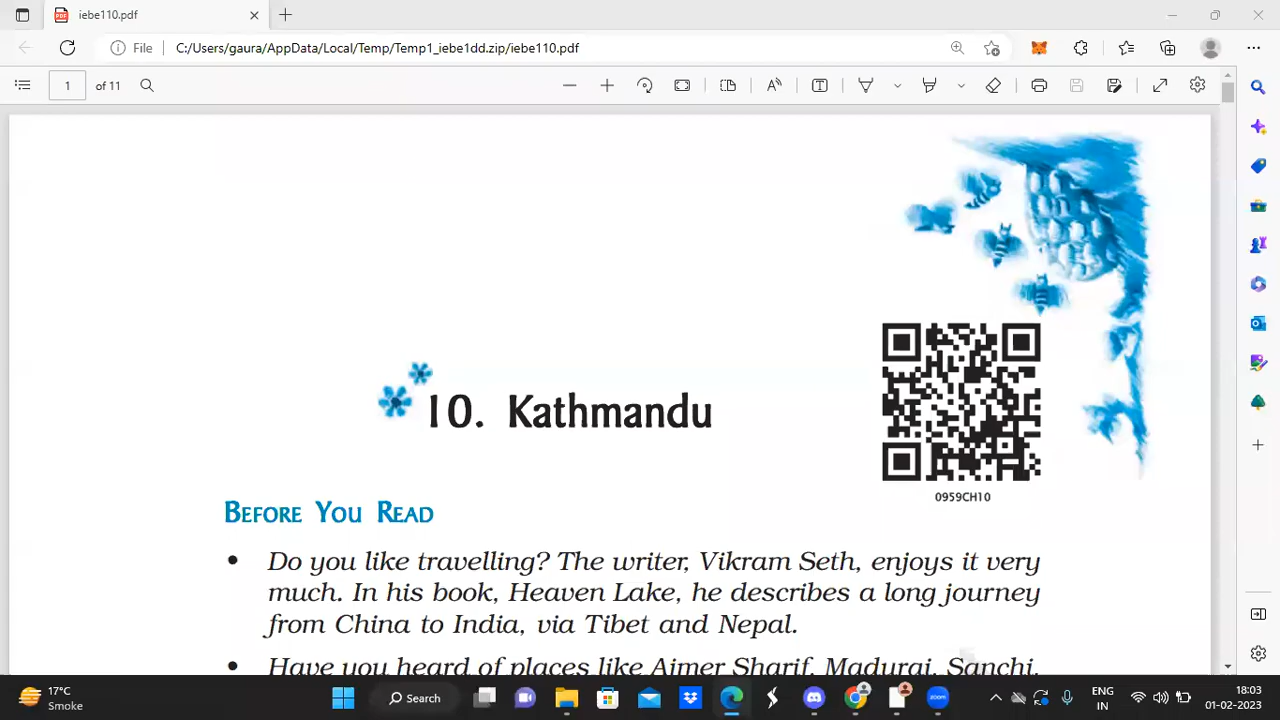 iebe110.pdf
File C:/Users/gaura/AppData/Local/Temp/Temp1_iebe1dd.zip/iebe110.pdf
1 of 11
10. Kathmandu
0959CH10
BEFORE YOU READ
• Do you like travelling? The writer, Vikram Seth, enjoys it very
much. In his book, Heaven Lake, he describes a long journey
from China to India, via Tibet and Nepal.
• Have you heard of places like Ajmer Sharif, Madurai, Sanchi,
17°C
Smoke
Search
ENG
IN
18:03
01-02-2023